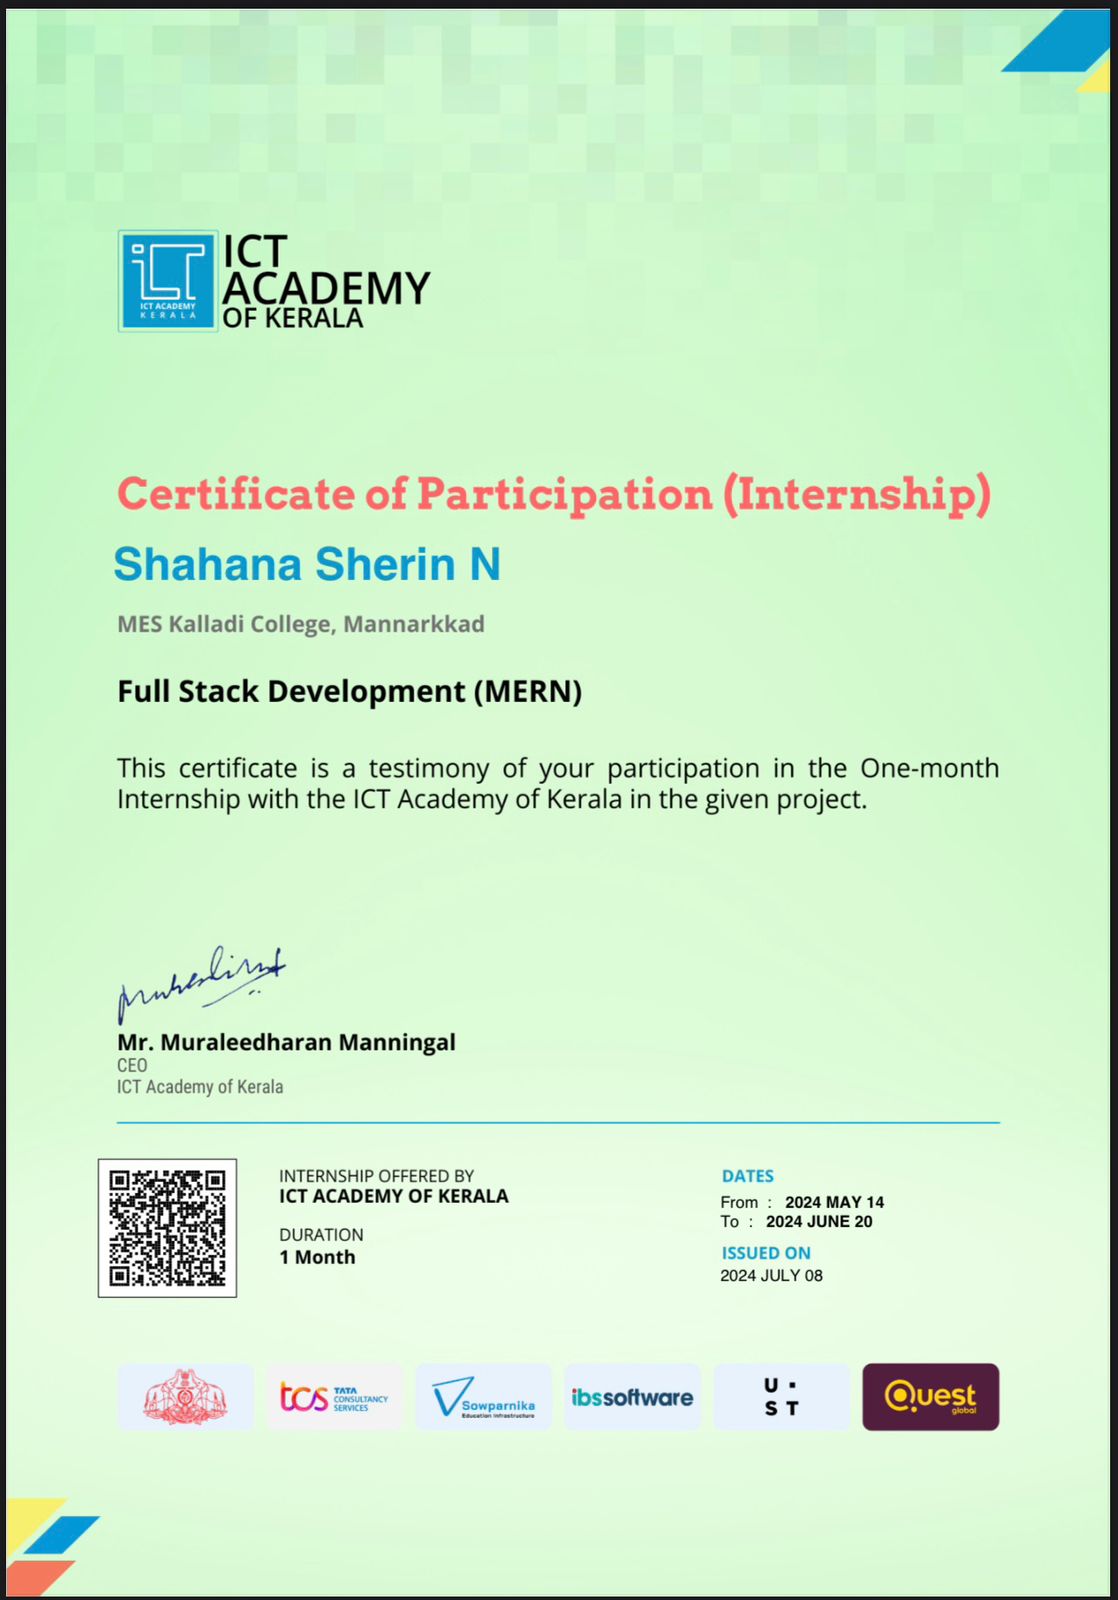 ICT ACADEMY
KERALA
ICT
ACADEMY
OF KERALA
Certificate of Participation (Internship)
Shahana Sherin N
MES Kalladi College, Mannarkkad
Full Stack Development (MERN)
This certificate is a testimony of your participation in the One-month
Internship with the ICT Academy of Kerala in the given project.
Mr. Muraleedharan Manningal
CEO
ICT Academy of Kerala
INTERNSHIP OFFERED BY
ICT ACADEMY OF KERALA
DURATION
1 Month
DATES
From : 2024 MAY 14
To : 2024 JUNE 20
ISSUED ON
2024 JULY 08
tcs TATA
CONSULTANCY
SERVICES
Sowparnika
Education Infrastructure
ibssoftware
U ·
S T
Quest
global